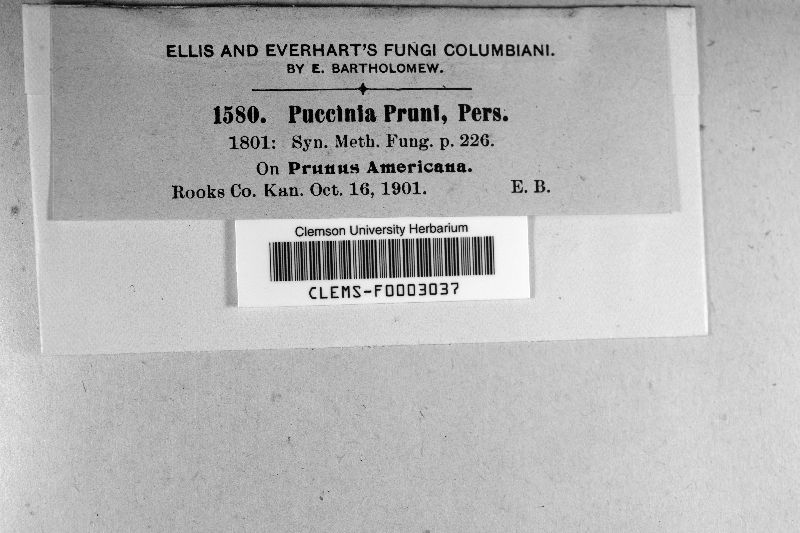 ELLIS AND EVERHART'S FUNGI COLUMBIANI.
BY E. BARTHOLOMEW.
1580. Puccinia Pruni, Pers.
1801: Syn. Meth. Fung. p. 226.
On Prunus Americana.
Rooks Co. Kan. Oct. 16, 1901. E. B.
Clemson University Herbarium
CLEMS-F0003037